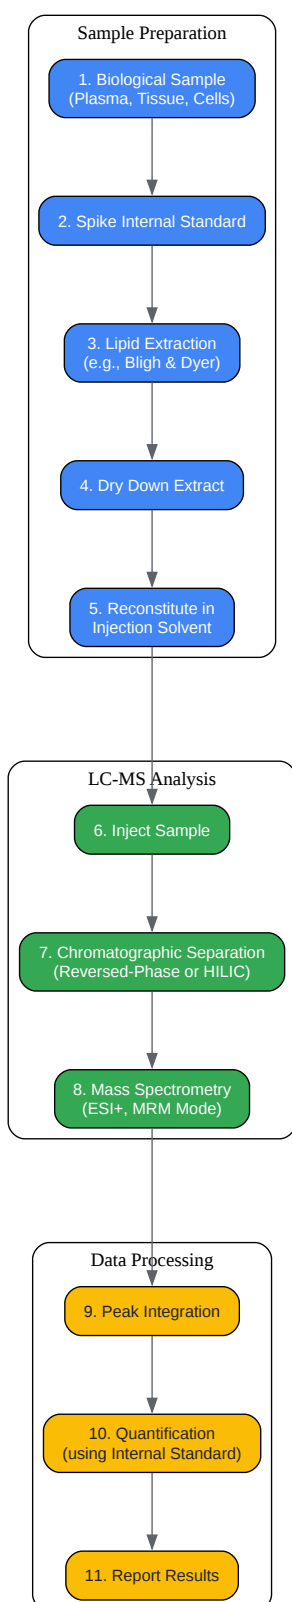 Sample Preparation
1. Biological Sample
(Plasma, Tissue, Cells)
2. Spike Internal Standard
3. Lipid Extraction
(e.g., Bligh & Dyer)
4. Dry Down Extract
5. Reconstitute in
Injection Solvent
LC-MS Analysis
6. Inject Sample
7. Chromatographic Separation
(Reversed-Phase or HILIC)
8. Mass Spectrometry
(ESI+, MRM Mode)
Data Processing
9. Peak Integration
10. Quantification
(using Internal Standard)
11. Report Results